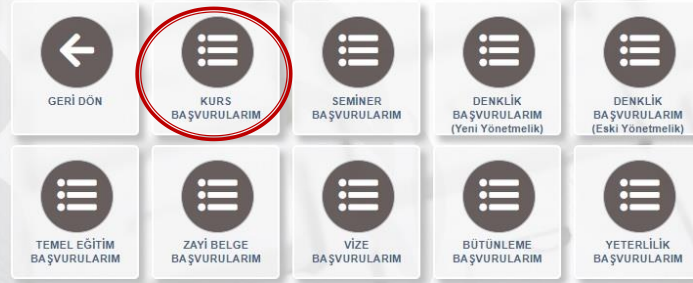 GERİ DÖN
KURS
BAŞVURULARIM
SEMİNER
BAŞVURULARIM
DENKLİK
BAŞVURULARIM
(Yeni Yönetmelik)
DENKLİK
BAŞVURULARIM
(Eski Yönetmelik)
TEMEL EĞİTİM
BAŞVURULARIM
ZAYİ BELGE
BAŞVURULARIM
VİZE
BAŞVURULARIM
BÜTÜNLEME
BAŞVURULARIM
YETERLİLİK
BAŞVURULARIM